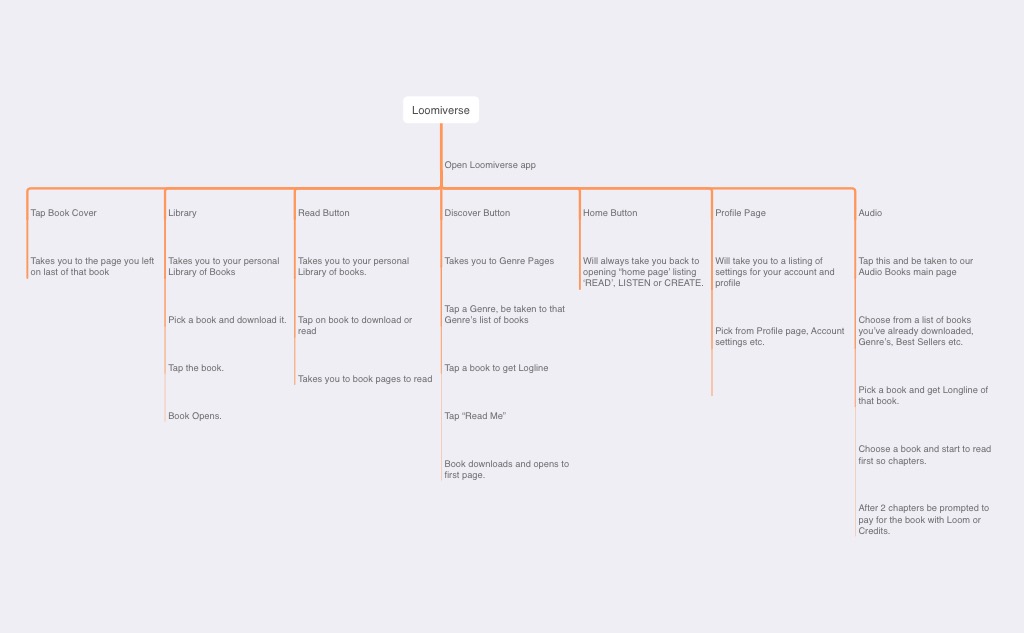 Loomiverse
Open Loomiverse app
Tap Book Cover
Takes you to the page you left
on last of that book
Library
Takes you to your personal
Library of Books
Pick a book and download it.
Tap the book.
Book Opens.
Read Button
Takes you to your personal
Library of books.
Tap on book to download or
read
Takes you to book pages to read
Discover Button
Takes you to Genre Pages
Tap a Genre, be taken to that
Genre's list of books
Tap a book to get Logline
Tap “Read Me”
Book downloads and opens to
first page.
Home Button
Will always take you back to
opening “home page’ listing
‘READ’, LISTEN or CREATE.
Profile Page
Will take you to a listing of
settings for your account and
profile
Pick from Profile page, Account
settings etc.
Audio
Tap this and be taken to our
Audio Books main page
Choose from a list of books
you’ve already downloaded,
Genre’s, Best Sellers etc.
Pick a book and get Longline of
that book.
Choose a book and start to read
first so chapters.
After 2 chapters be prompted to
pay for the book with Loom or
Credits.